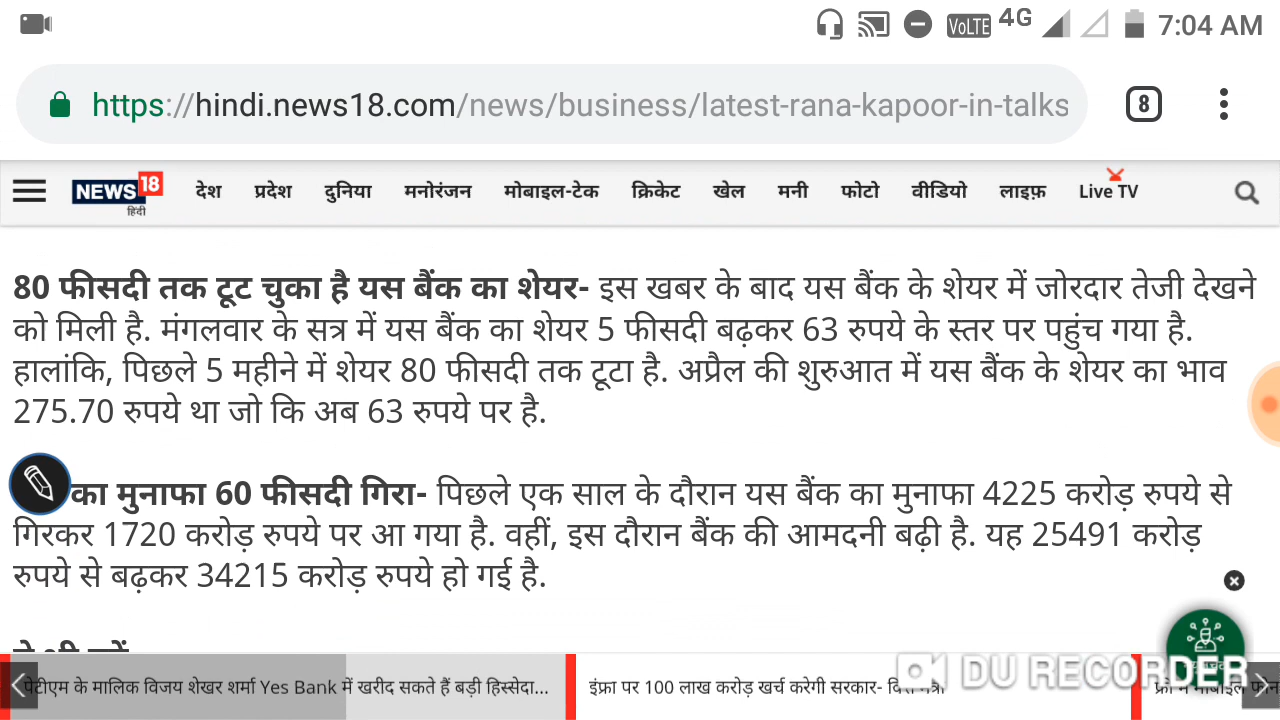 VoLTE 4G 7:04 AM
https://hindi.news18.com/news/business/latest-rana-kapoor-in-talks
8
NEWS 18 हिंदी
देश प्रदेश दुनिया मनोरंजन मोबाइल-टेक क्रिकेट खेल मनी फोटो वीडियो लाइफ़ Live TV
80 फीसदी तक टूट चुका है यस बैंक का शेयर- इस खबर के बाद यस बैंक के शेयर में जोरदार तेजी देखने
को मिली है. मंगलवार के सत्र में यस बैंक का शेयर 5 फीसदी बढ़कर 63 रुपये के स्तर पर पहुंच गया है.
हालांकि, पिछले 5 महीने में शेयर 80 फीसदी तक टूटा है. अप्रैल की शुरुआत में यस बैंक के शेयर का भाव
275.70 रुपये था जो कि अब 63 रुपये पर है.
का मुनाफा 60 फीसदी गिरा- पिछले एक साल के दौरान यस बैंक का मुनाफा 4225 करोड़ रुपये से
गिरकर 1720 करोड़ रुपये पर आ गया है. वहीं, इस दौरान बैंक की आमदनी बढ़ी है. यह 25491 करोड़
रुपये से बढ़कर 34215 करोड़ रुपये हो गई है.
पेटीएम के मालिक विजय शेखर शर्मा Yes Bank में खरीद सकते हैं बड़ी हिस्सेदा...
इंफ्रा पर 100 लाख करोड़ खर्च करेगी सरकार-
DU RECORDER